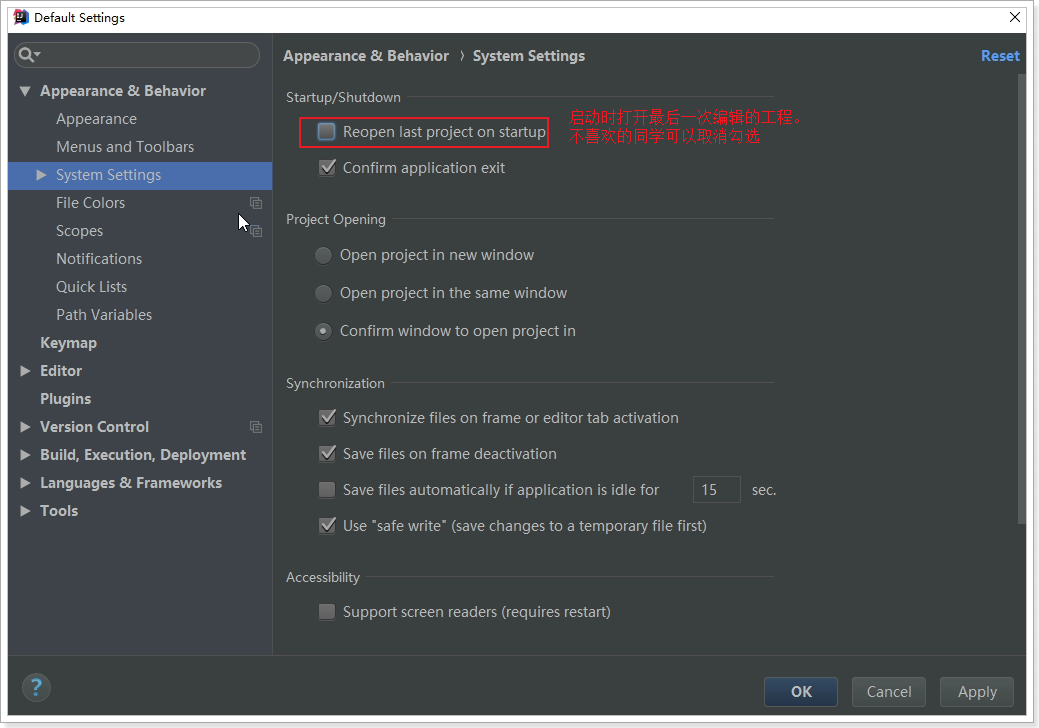 Default Settings
Appearance & Behavior
Appearance
Menus and Toolbars
System Settings
File Colors
Scopes
Notifications
Quick Lists
Path Variables
Keymap
Editor
Plugins
Version Control
Build, Execution, Deployment
Languages & Frameworks
Tools
Appearance & Behavior › System Settings
Reset
Startup/Shutdown
Reopen last project on startup
启动时打开最后一次编辑的工程。
不喜欢的同学可以取消勾选
Confirm application exit
Project Opening
Open project in new window
Open project in the same window
Confirm window to open project in
Synchronization
Synchronize files on frame or editor tab activation
Save files on frame deactivation
Save files automatically if application is idle for 15 sec.
Use "safe write" (save changes to a temporary file first)
Accessibility
Support screen readers (requires restart)
?
OK
Cancel
Apply